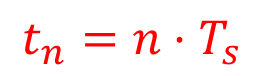 tₙ = n · Tₛ